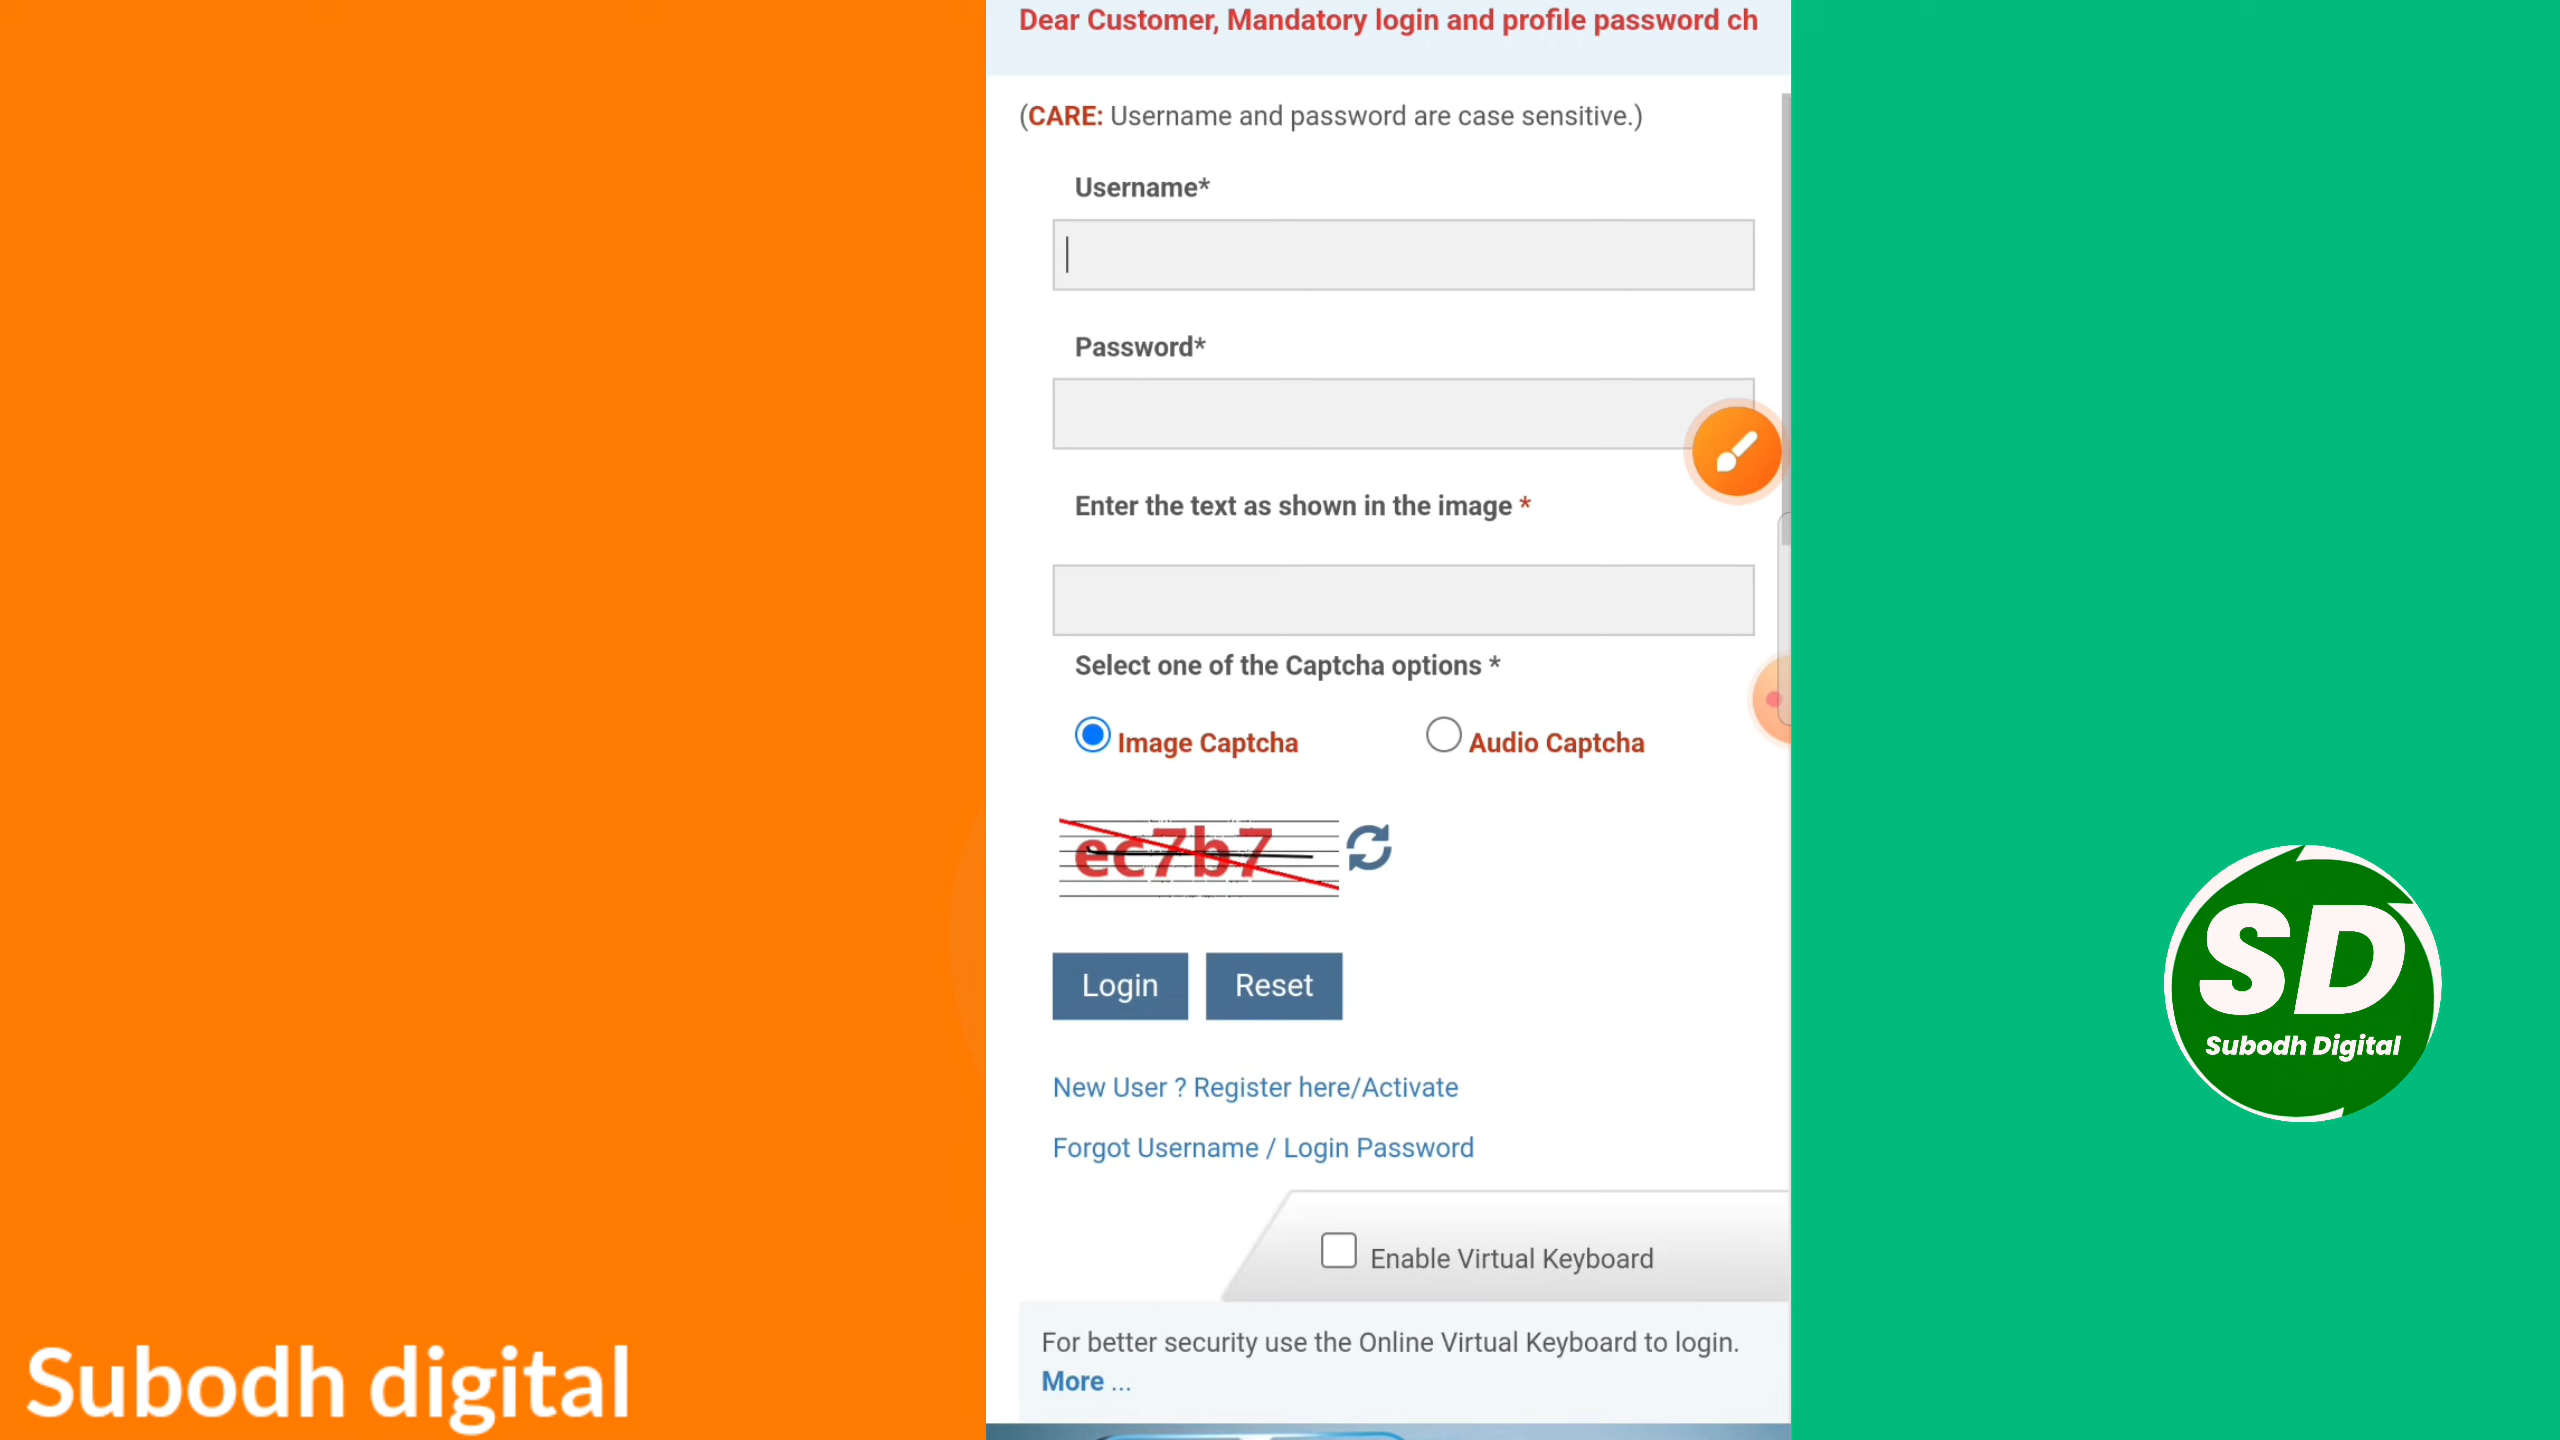 Dear Customer, Mandatory login and profile password ch
(CARE: Username and password are case sensitive.)
Username*
Password*
Enter the text as shown in the image *
Select one of the Captcha options *
Image Captcha
Audio Captcha
ec7b7
Login
Reset
New User ? Register here/Activate
Forgot Username / Login Password
Enable Virtual Keyboard
For better security use the Online Virtual Keyboard to login.
More ...
Subodh digital
SD
Subodh Digital